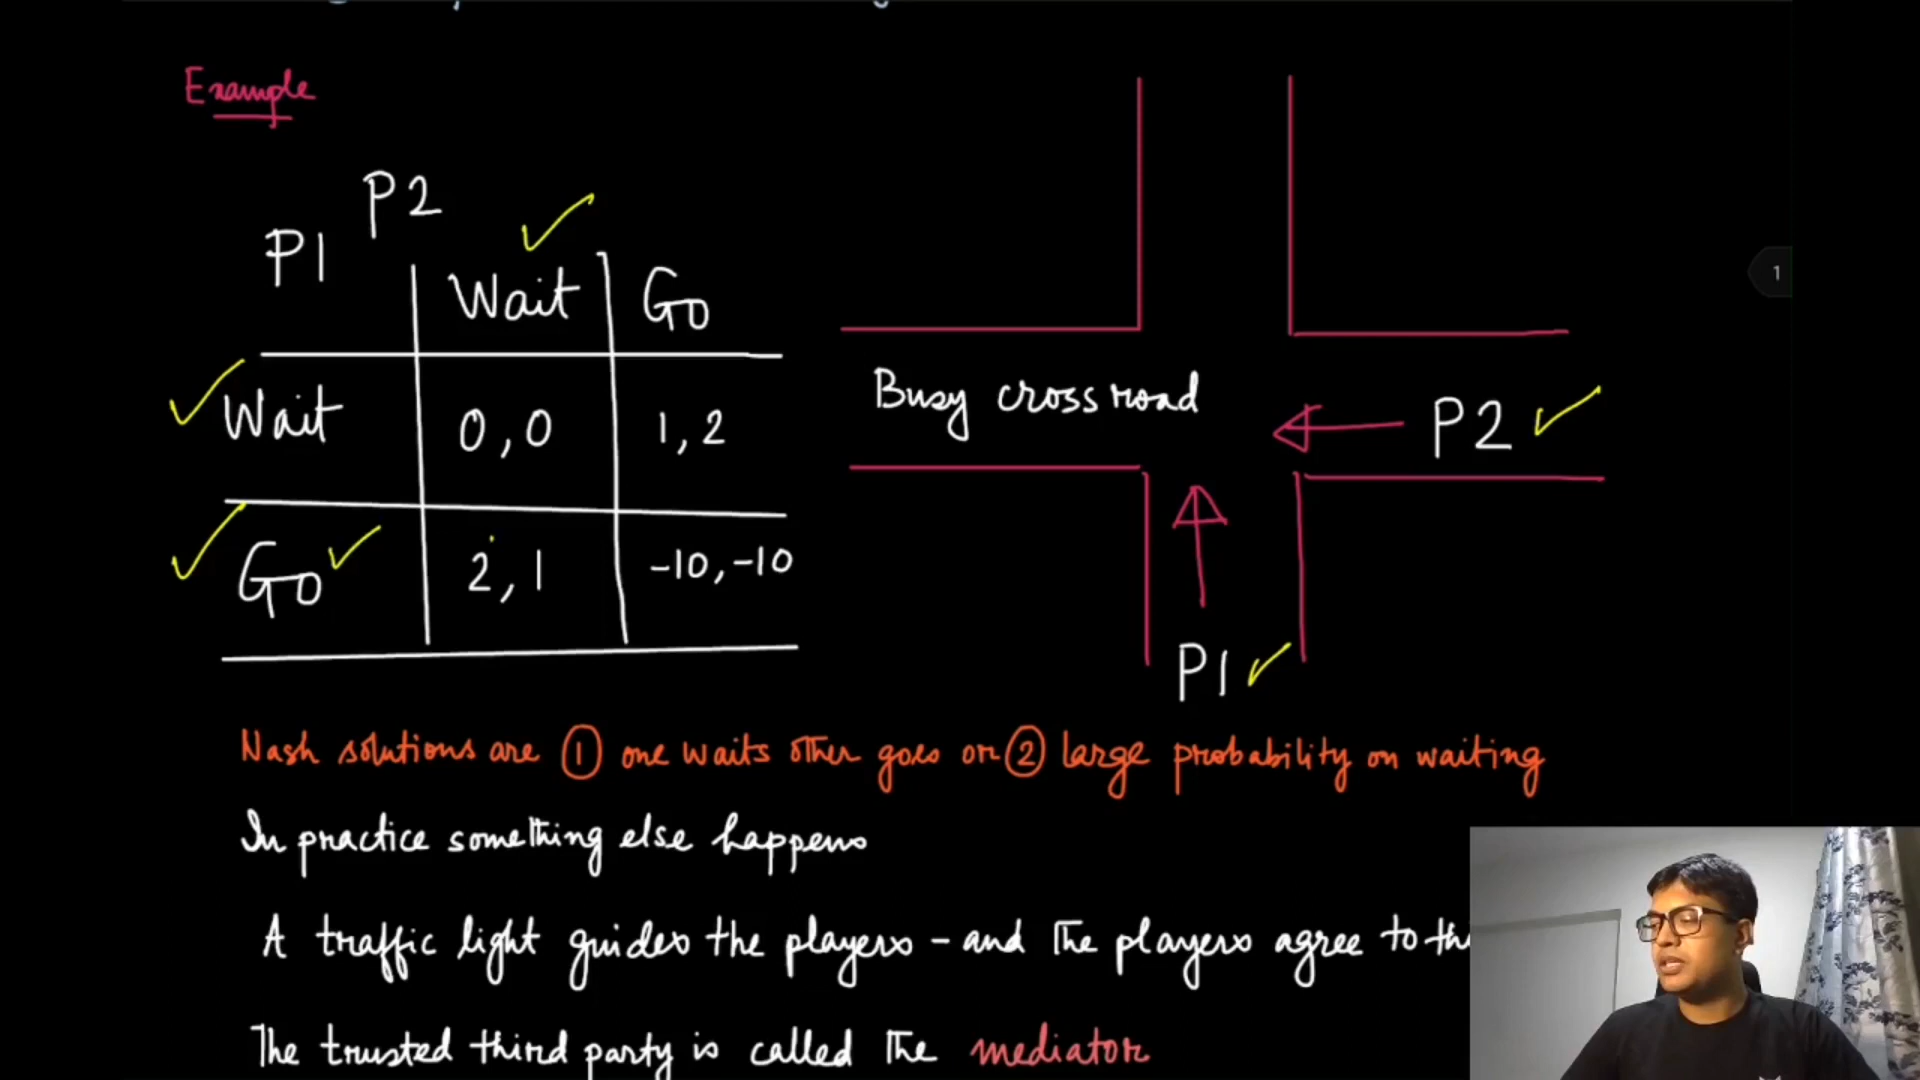 Example
P2
P1
Wait Go
Wait 0,0 1,2
Go 2,1 -10,-10
Busy cross road
P2
P1
1
Nash solutions are ① one waits other goes or ② large probability on waiting
In practice something else happens
A traffic light guides the players - and the players agree to
The trusted third party is called the mediator